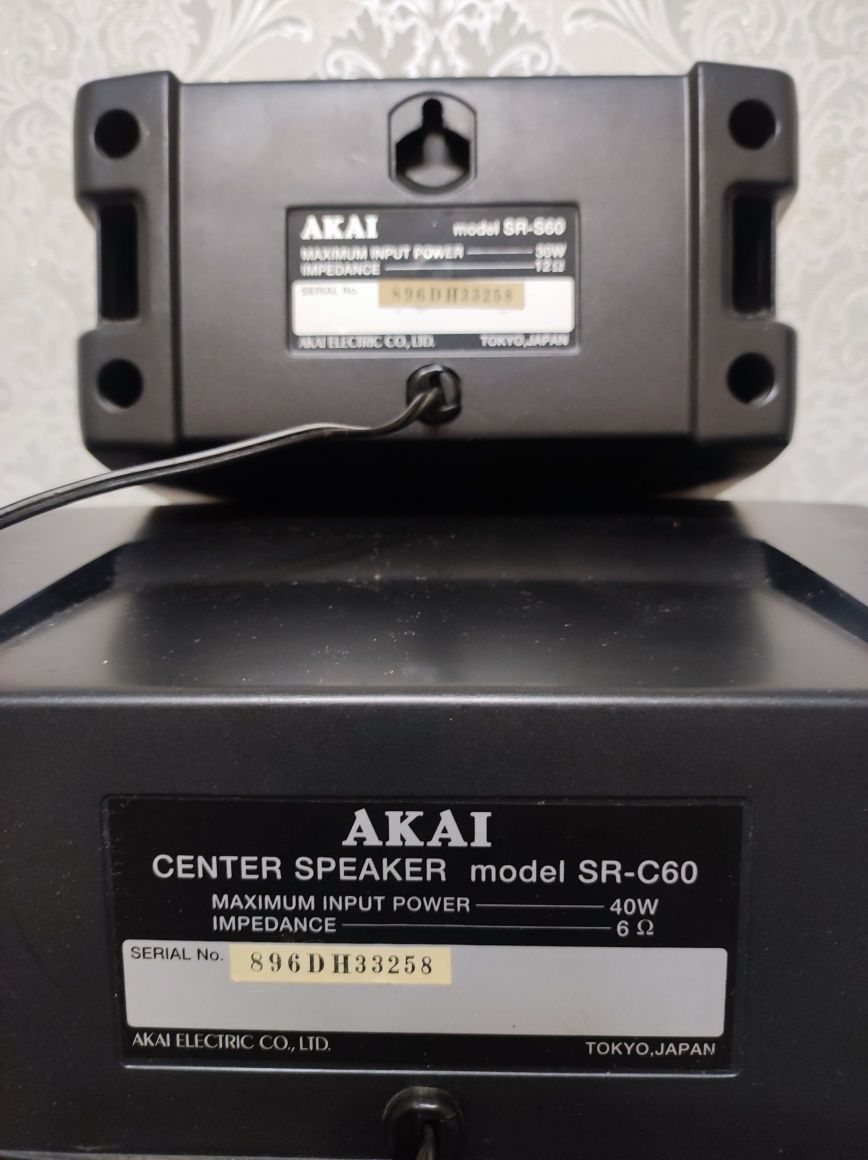 AKAI model SR-S60
MAXIMUM INPUT POWER 30W
IMPEDANCE 12Ω
SERIAL No 896DH33258
AKAI ELECTRIC CO., LTD. TOKYO, JAPAN
AKAI
CENTER SPEAKER model SR-C60
MAXIMUM INPUT POWER 40W
IMPEDANCE 6 Ω
SERIAL No. 896DH33258
AKAI ELECTRIC CO., LTD. TOKYO,JAPAN